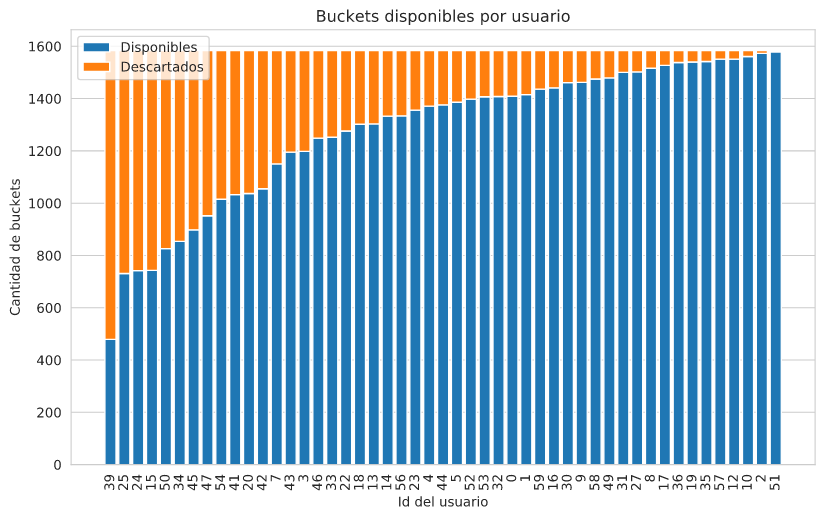 Buckets disponibles por usuario
Disponibles
Descartados
Cantidad de buckets
1600
1400
1200
1000
800
600
400
200
0
39 25 24 15 50 34 45 47 54 41 20 42 7 43 3 46 33 22 18 13 14 56 23 4 44 5 52 53 32 0 1 59 16 30 9 58 49 31 27 8 17 36 19 35 57 12 10 2 51
Id del usuario